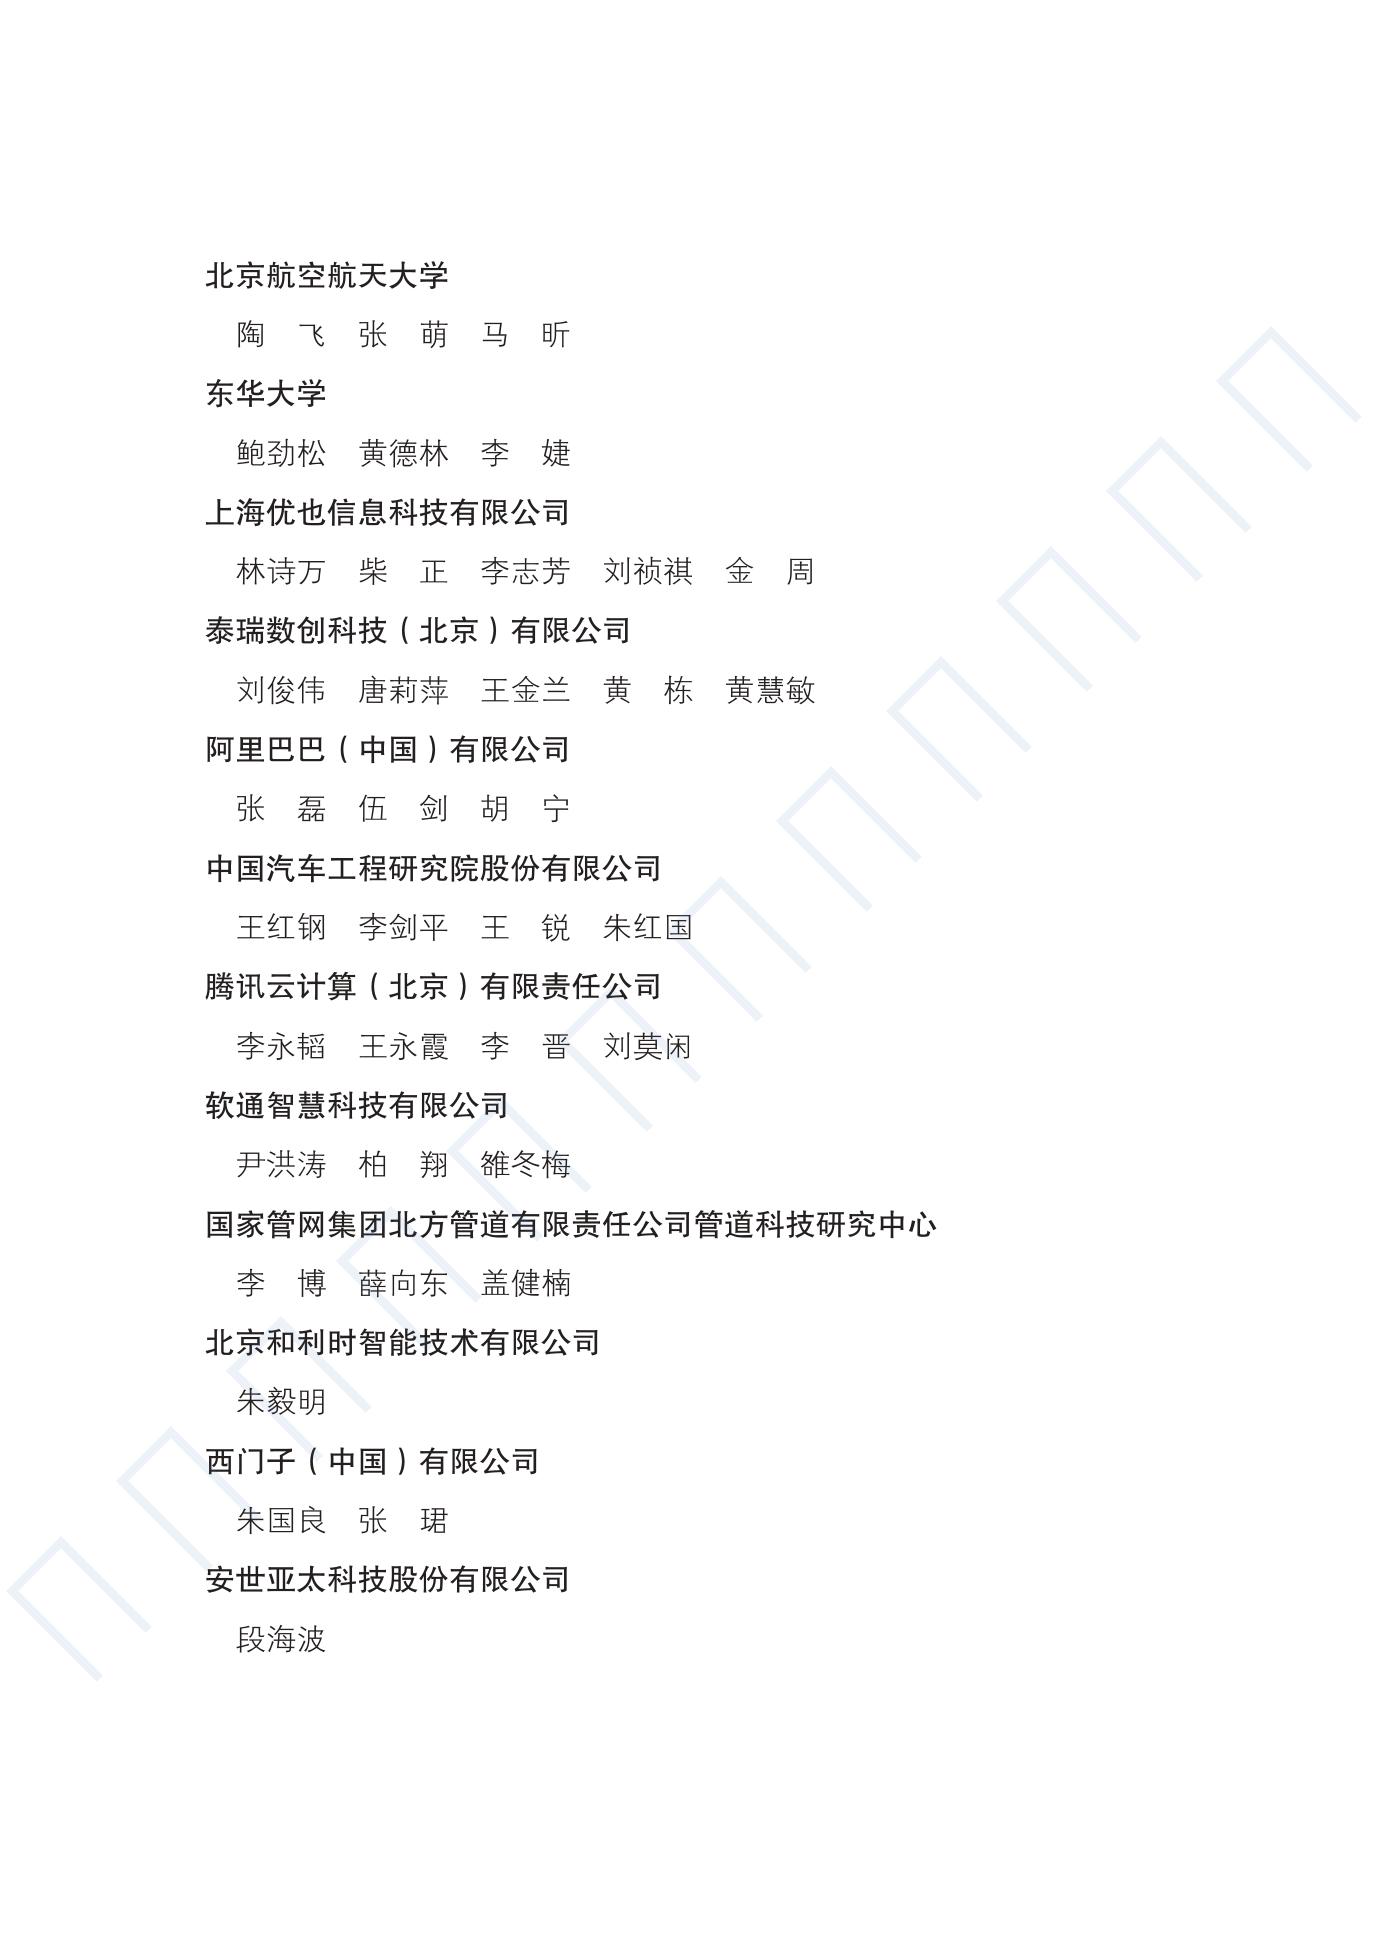 北京航空航天大学
陶　飞　张　萌　马　昕
东华大学
鲍劲松　黄德林　李　婕
上海优也信息科技有限公司
林诗万　柴　正　李志芳　刘祯祺　金　周
泰瑞数创科技（北京）有限公司
刘俊伟　唐莉萍　王金兰　黄　栋　黄慧敏
阿里巴巴（中国）有限公司
张　磊　伍　剑　胡　宁
中国汽车工程研究院股份有限公司
王红钢　李剑平　王　锐　朱红国
腾讯云计算（北京）有限责任公司
李永韬　王永霞　李　晋　刘莫闲
软通智慧科技有限公司
尹洪涛　柏　翔　雒冬梅
国家管网集团北方管道有限责任公司管道科技研究中心
李　博　薛向东　盖健楠
北京和利时智能技术有限公司
朱毅明
西门子（中国）有限公司
朱国良　张　珺
安世亚太科技股份有限公司
段海波